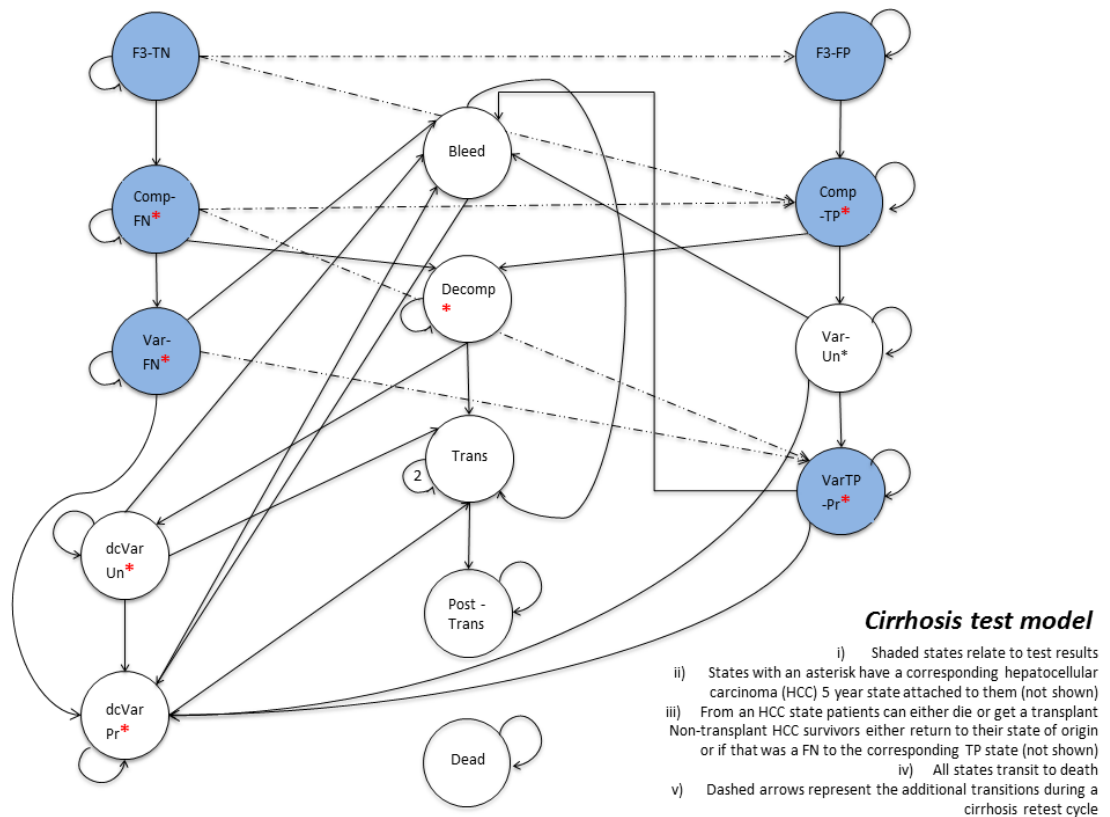 F3-TN
F3-FP
Bleed
Comp-
FN*
Comp
-TP*
Decomp
*
Var-
FN*
Var-
Un*
Trans
2
VarTP
-Pr*
dcVar
Un*
Post -
Trans
dcVar
Pr*
Dead
Cirrhosis test model
i) Shaded states relate to test results
ii) States with an asterisk have a corresponding hepatocellular
carcinoma (HCC) 5 year state attached to them (not shown)
iii) From an HCC state patients can either die or get a transplant
Non-transplant HCC survivors either return to their state of origin
or if that was a FN to the corresponding TP state (not shown)
iv) All states transit to death
v) Dashed arrows represent the additional transitions during a
cirrhosis retest cycle